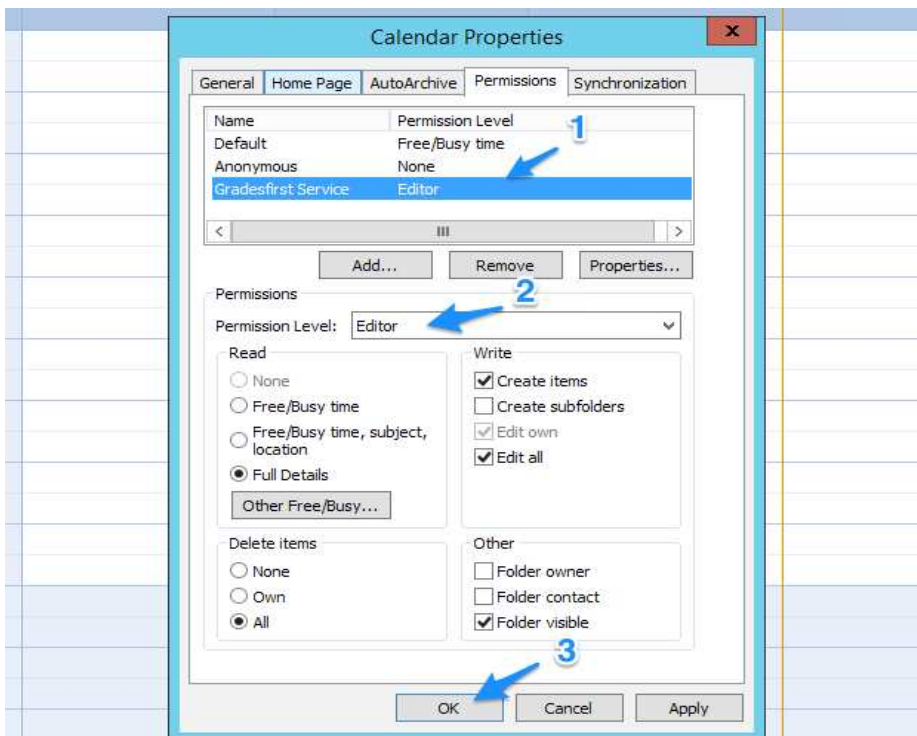 Calendar Properties
x
General Home Page AutoArchive Permissions Synchronization
Name Permission Level
1
Default Free/Busy time
Anonymous None
Gradesfirst Service Editor
Add... Remove Properties...
2
Permissions
Permission Level: Editor
Read
None
Free/Busy time
Free/Busy time, subject,
location
Full Details
Other Free/Busy...
Write
Create items
Create subfolders
Edit own
Edit all
Delete items
None
Own
All
Other
Folder owner
Folder contact
Folder visible
3
OK Cancel Apply